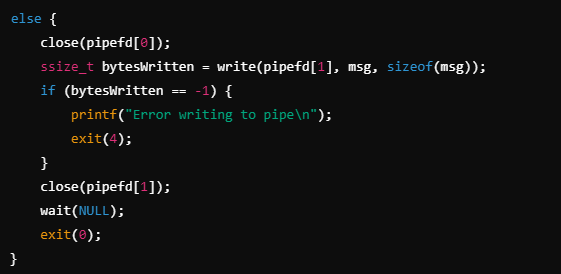 else {
    close(pipefd[0]);
    ssize_t bytesWritten = write(pipefd[1], msg, sizeof(msg));
    if (bytesWritten == -1) {
        printf("Error writing to pipe\n");
        exit(4);
    }
    close(pipefd[1]);
    wait(NULL);
    exit(0);
}